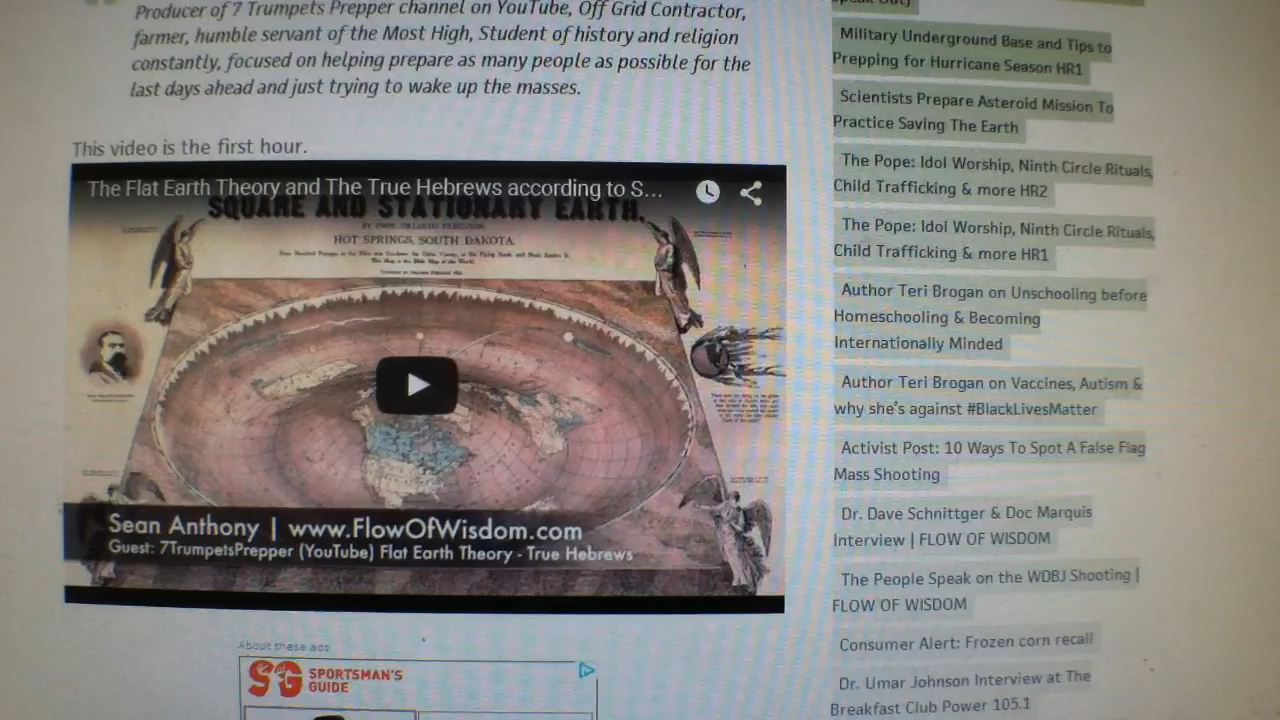 Producer of 7 Trumpets Prepper channel on YouTube, Off Grid Contractor,
farmer, humble servant of the Most High, Student of history and religion
constantly, focused on helping prepare as many people as possible for the
last days ahead and just trying to wake up the masses.
This video is the first hour.
The Flat Earth Theory and The True Hebrews according to S...
SQUARE AND STATIONARY EARTH.
HOT SPRINGS, SOUTH DAKOTA.
Sean Anthony | www.FlowOfWisdom.com
Guest: 7TrumpetsPrepper (YouTube) Flat Earth Theory - True Hebrews
About these ads
SG SPORTSMAN'S
GUIDE
Speak Out)
Military Underground Base and Tips to
Prepping for Hurricane Season HR1
Scientists Prepare Asteroid Mission To
Practice Saving The Earth
The Pope: Idol Worship, Ninth Circle Rituals,
Child Trafficking & more HR2
The Pope: Idol Worship, Ninth Circle Rituals,
Child Trafficking & more HR1
Author Teri Brogan on Unschooling before
Homeschooling & Becoming
Internationally Minded
Author Teri Brogan on Vaccines, Autism &
why she's against #BlackLivesMatter
Activist Post: 10 Ways To Spot A False Flag
Mass Shooting
Dr. Dave Schnittger & Doc Marquis
Interview | FLOW OF WISDOM
The People Speak on the WDBJ Shooting |
FLOW OF WISDOM
Consumer Alert: Frozen corn recall
Dr. Umar Johnson Interview at The
Breakfast Club Power 105.1